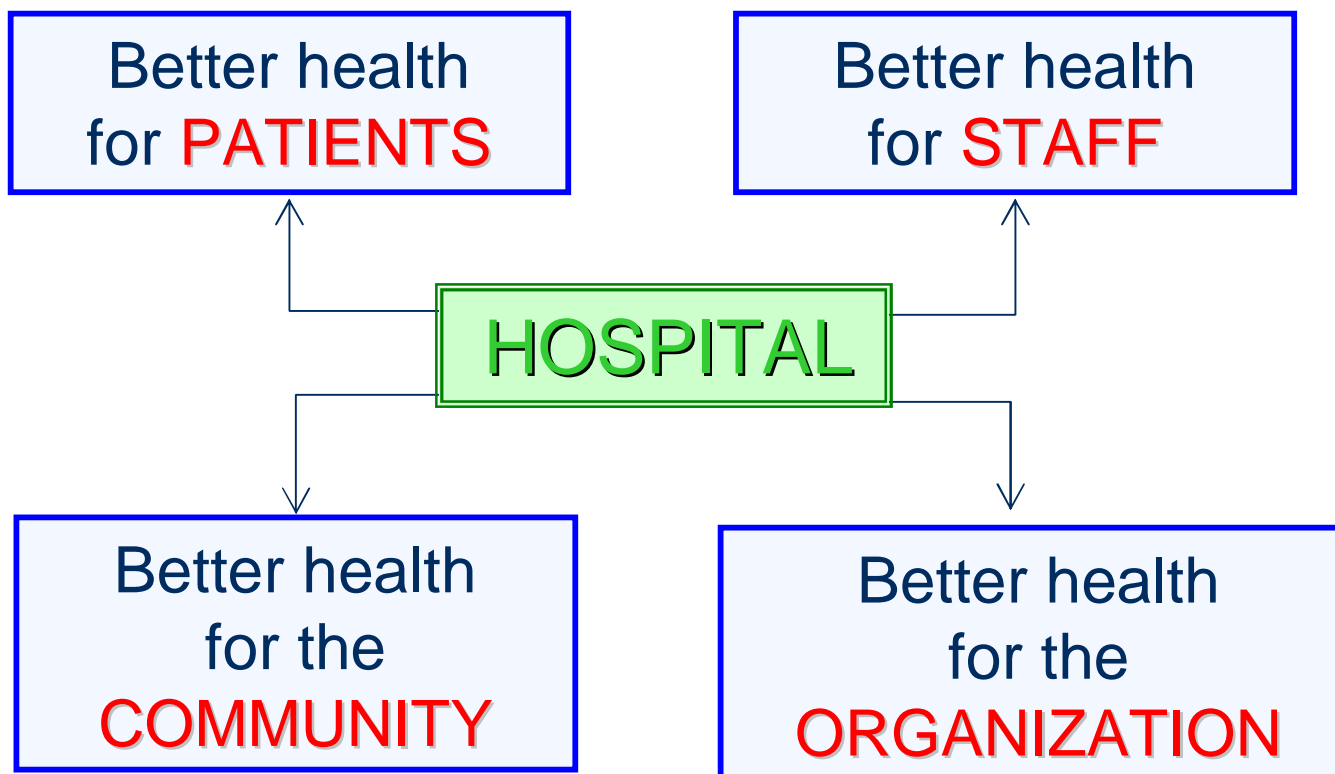 Better health
for PATIENTS
Better health
for STAFF
HOSPITAL
Better health
for the
COMMUNITY
Better health
for the
ORGANIZATION